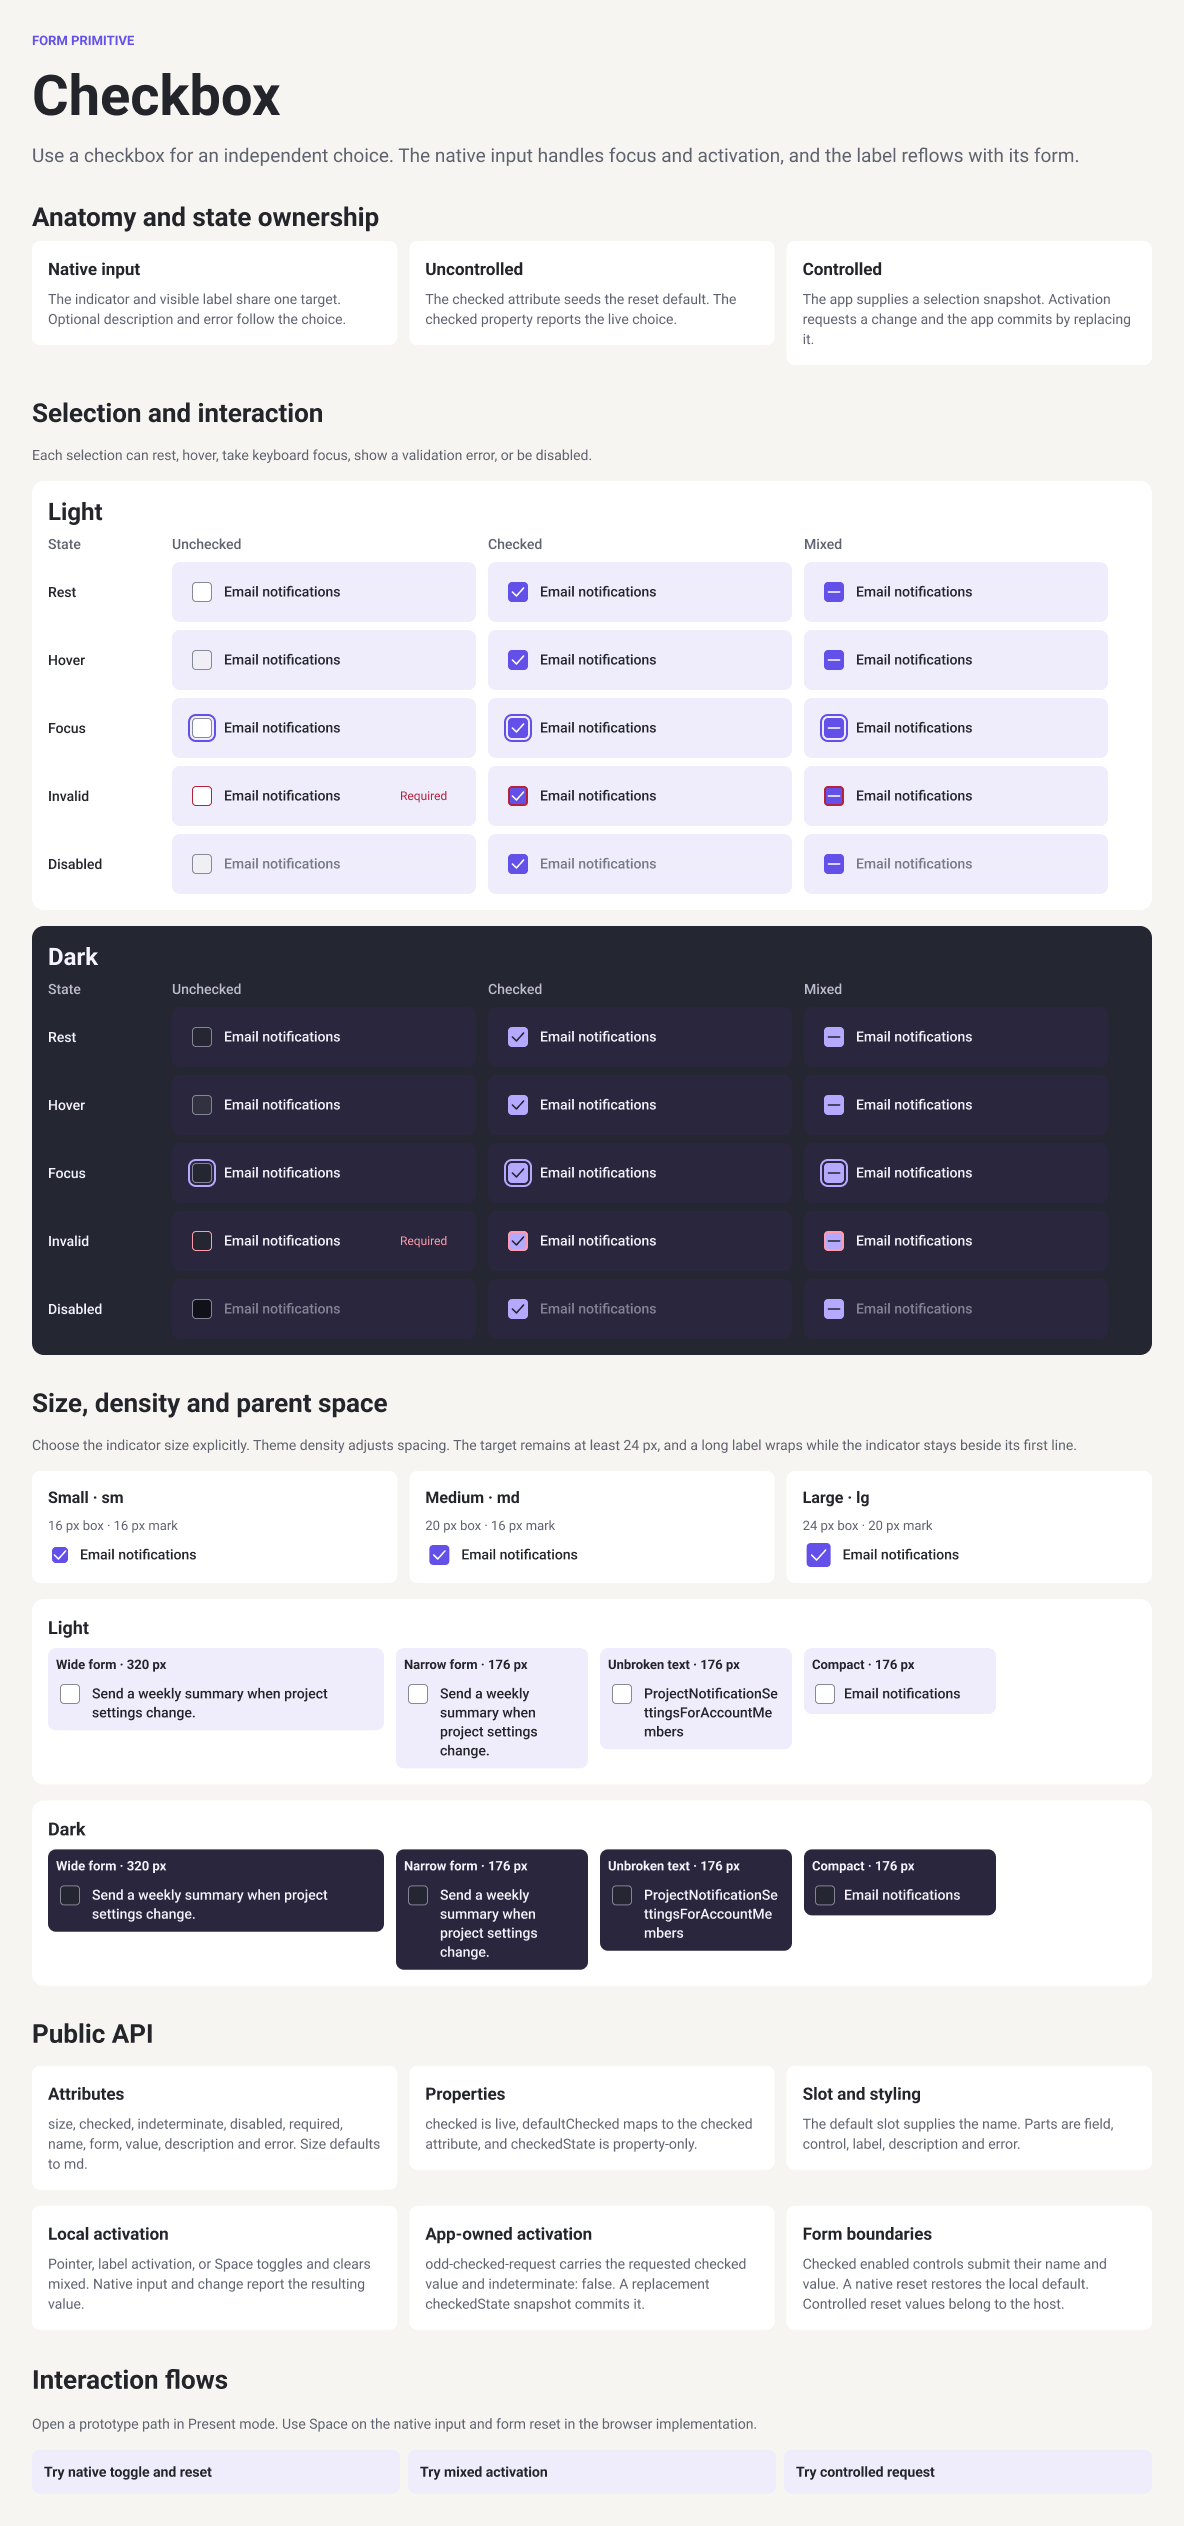 FORM PRIMITIVE
Checkbox
Use a checkbox for an independent choice. The native input handles focus and activation, and the label reflows with its form.
Anatomy and state ownership
Native input
The indicator and visible label share one target.
Optional description and error follow the choice.
Uncontrolled
The checked attribute seeds the reset default. The
checked property reports the live choice.
Controlled
The app supplies a selection snapshot. Activation
requests a change and the app commits by replacing
it.
Selection and interaction
Each selection can rest, hover, take keyboard focus, show a validation error, or be disabled.
Light
State Unchecked Checked Mixed
Rest Email notifications Email notifications Email notifications
Hover Email notifications Email notifications Email notifications
Focus Email notifications Email notifications Email notifications
Invalid Email notifications Required Email notifications Email notifications
Disabled Email notifications Email notifications Email notifications
Dark
State Unchecked Checked Mixed
Rest Email notifications Email notifications Email notifications
Hover Email notifications Email notifications Email notifications
Focus Email notifications Email notifications Email notifications
Invalid Email notifications Required Email notifications Email notifications
Disabled Email notifications Email notifications Email notifications
Size, density and parent space
Choose the indicator size explicitly. Theme density adjusts spacing. The target remains at least 24 px, and a long label wraps while the indicator stays beside its first line.
Small · sm
16 px box · 16 px mark
Email notifications
Medium · md
20 px box · 16 px mark
Email notifications
Large · lg
24 px box · 20 px mark
Email notifications
Light
Wide form · 320 px
Send a weekly summary when project
settings change.
Narrow form · 176 px
Send a weekly
summary when
project settings
change.
Unbroken text · 176 px
ProjectNotificationSe
ttingsForAccountMe
mbers
Compact · 176 px
Email notifications
Dark
Wide form · 320 px
Send a weekly summary when project
settings change.
Narrow form · 176 px
Send a weekly
summary when
project settings
change.
Unbroken text · 176 px
ProjectNotificationSe
ttingsForAccountMe
mbers
Compact · 176 px
Email notifications
Public API
Attributes
size, checked, indeterminate, disabled, required,
name, form, value, description and error. Size defaults
to md.
Properties
checked is live, defaultChecked maps to the checked
attribute, and checkedState is property-only.
Slot and styling
The default slot supplies the name. Parts are field,
control, label, description and error.
Local activation
Pointer, label activation, or Space toggles and clears
mixed. Native input and change report the resulting
value.
App-owned activation
odd-checked-request carries the requested checked
value and indeterminate: false. A replacement
checkedState snapshot commits it.
Form boundaries
Checked enabled controls submit their name and
value. A native reset restores the local default.
Controlled reset values belong to the host.
Interaction flows
Open a prototype path in Present mode. Use Space on the native input and form reset in the browser implementation.
Try native toggle and reset
Try mixed activation
Try controlled request